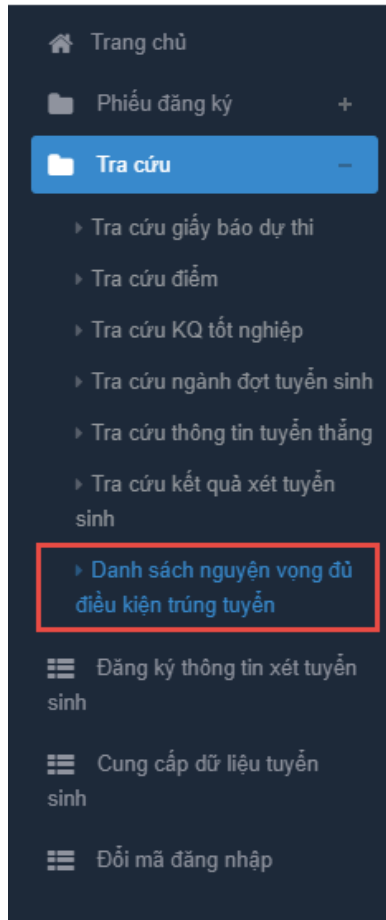 Trang chủ
Phiếu đăng ký +
Tra cứu −
Tra cứu giấy báo dự thi
Tra cứu điểm
Tra cứu KQ tốt nghiệp
Tra cứu ngành đợt tuyển sinh
Tra cứu thông tin tuyển thẳng
Tra cứu kết quả xét tuyển
sinh
Danh sách nguyện vọng đủ
điều kiện trúng tuyển
Đăng ký thông tin xét tuyển
sinh
Cung cấp dữ liệu tuyển
sinh
Đổi mã đăng nhập